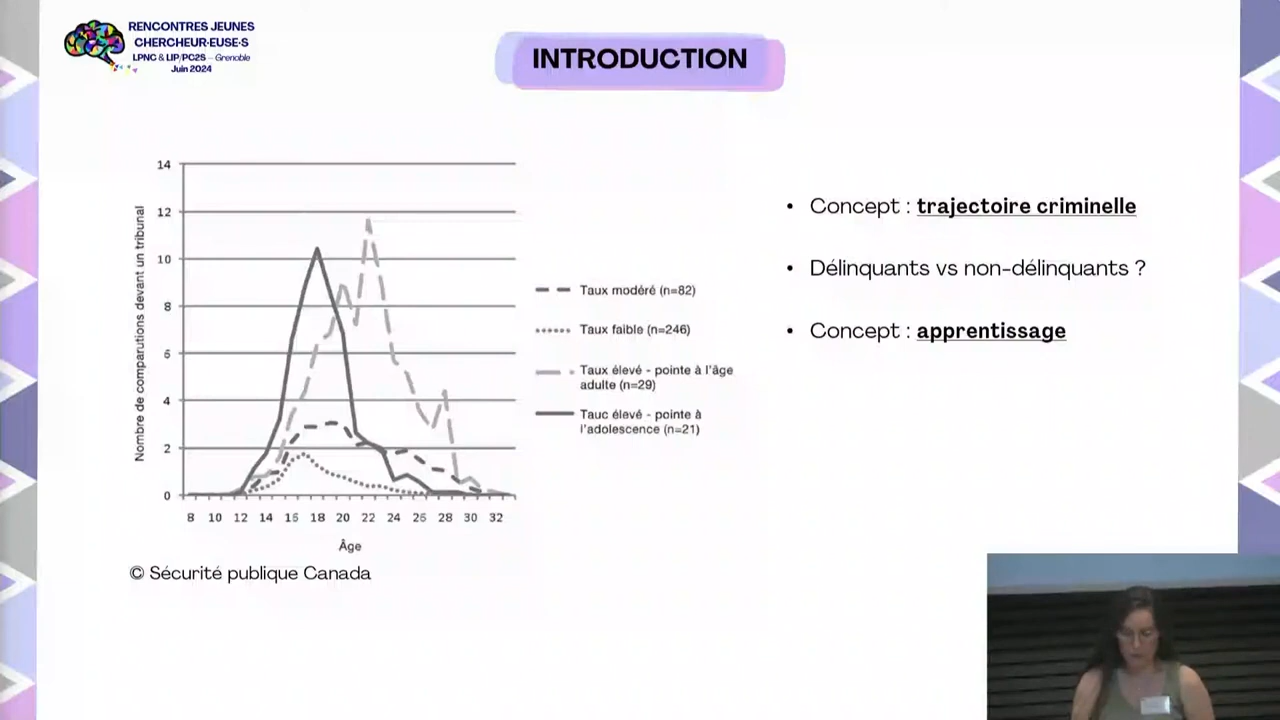 RENCONTRES JEUNES
CHERCHEUR·EUSE·S
LPNC & LIP/PC2S – Grenoble
Juin 2024
INTRODUCTION
Nombre de comparutions devant un tribunal
14
12
10
8
6
4
2
0
8 10 12 14 16 18 20 22 24 26 28 30 32
Âge
Taux modéré (n=82)
Taux faible (n=246)
Taux élevé - pointe à l'âge
adulte (n=29)
Tauc élevé - pointe à
l'adolescence (n=21)
© Sécurité publique Canada
• Concept : trajectoire criminelle
• Délinquants vs non-délinquants ?
• Concept : apprentissage